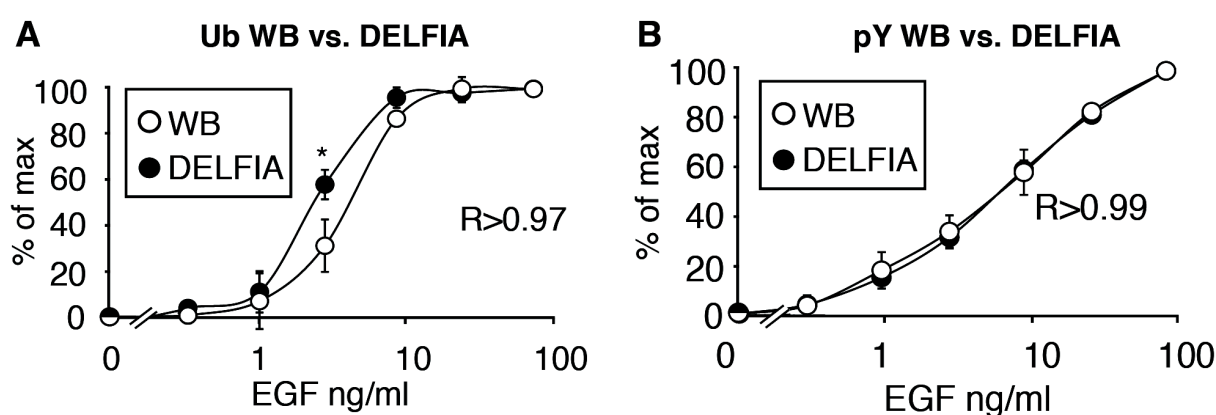 A
Ub WB vs. DELFIA
% of max
100
80
60
40
20
0
WB
DELFIA
*
R>0.97
0
1
10
100
EGF ng/ml
B
pY WB vs. DELFIA
% of max
100
80
60
40
20
0
WB
DELFIA
R>0.99
0
1
10
100
EGF ng/ml